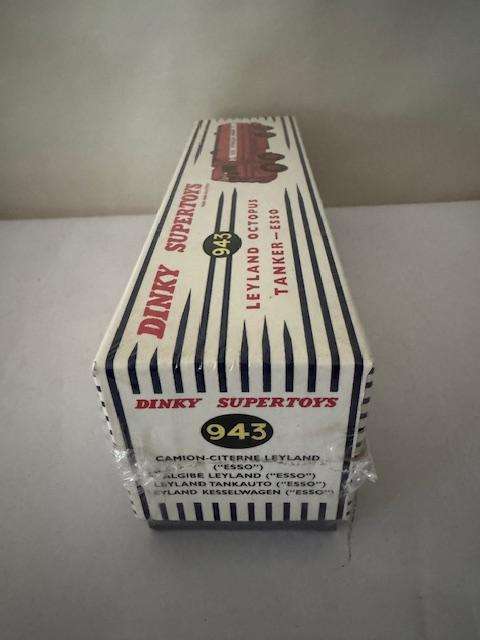 DINKY SUPERTOYS
943
LEYLAND OCTOPUS
TANKER—ESSO
DINKY SUPERTOYS
943
CAMION-CITERNE LEYLAND
("ESSO")
ALGIBE LEYLAND ("ESSO")
LEYLAND TANKAUTO ("ESSO")
EYLAND KESSELWAGEN ("ESSO")